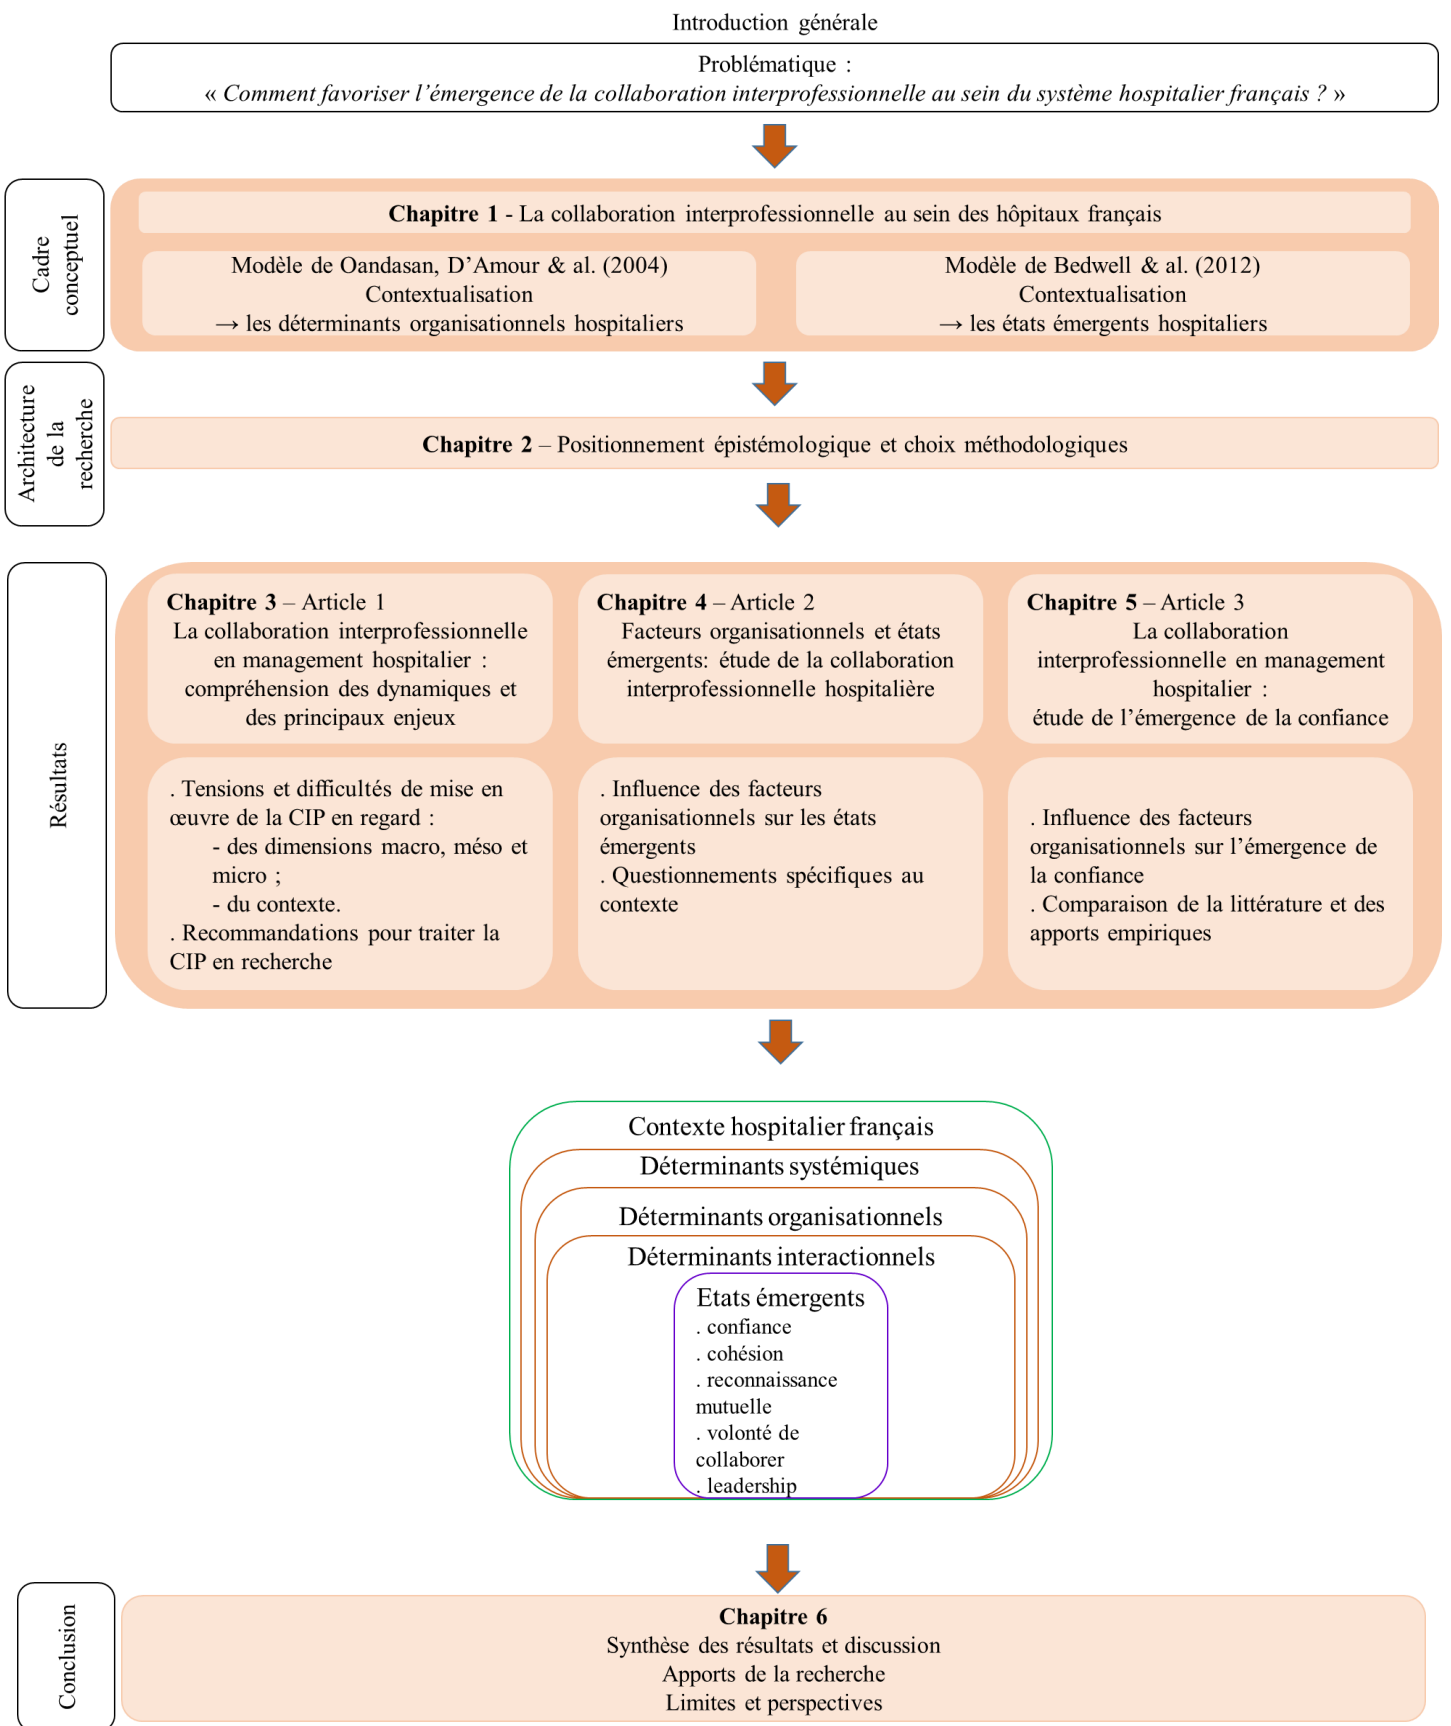 Introduction générale
Problématique :
« Comment favoriser l’émergence de la collaboration interprofessionnelle au sein du système hospitalier français ? »
Cadre
conceptuel
Chapitre 1 - La collaboration interprofessionnelle au sein des hôpitaux français
Modèle de Oandasan, D’Amour & al. (2004)
Contextualisation
→ les déterminants organisationnels hospitaliers
Modèle de Bedwell & al. (2012)
Contextualisation
→ les états émergents hospitaliers
Architecture
de la
recherche
Chapitre 2 – Positionnement épistémologique et choix méthodologiques
Résultats
Chapitre 3 – Article 1
La collaboration interprofessionnelle
en management hospitalier :
compréhension des dynamiques et
des principaux enjeux
Chapitre 4 – Article 2
Facteurs organisationnels et états
émergents: étude de la collaboration
interprofessionnelle hospitalière
Chapitre 5 – Article 3
La collaboration
interprofessionnelle en management
hospitalier :
étude de l’émergence de la confiance
. Tensions et difficultés de mise en
œuvre de la CIP en regard :
- des dimensions macro, méso et
micro ;
- du contexte.
. Recommandations pour traiter la
CIP en recherche
. Influence des facteurs
organisationnels sur les états
émergents
. Questionnements spécifiques au
contexte
. Influence des facteurs
organisationnels sur l’émergence de
la confiance
. Comparaison de la littérature et des
apports empiriques
Contexte hospitalier français
Déterminants systémiques
Déterminants organisationnels
Déterminants interactionnels
Etats émergents
. confiance
. cohésion
. reconnaissance
mutuelle
. volonté de
collaborer
. leadership
Conclusion
Chapitre 6
Synthèse des résultats et discussion
Apports de la recherche
Limites et perspectives